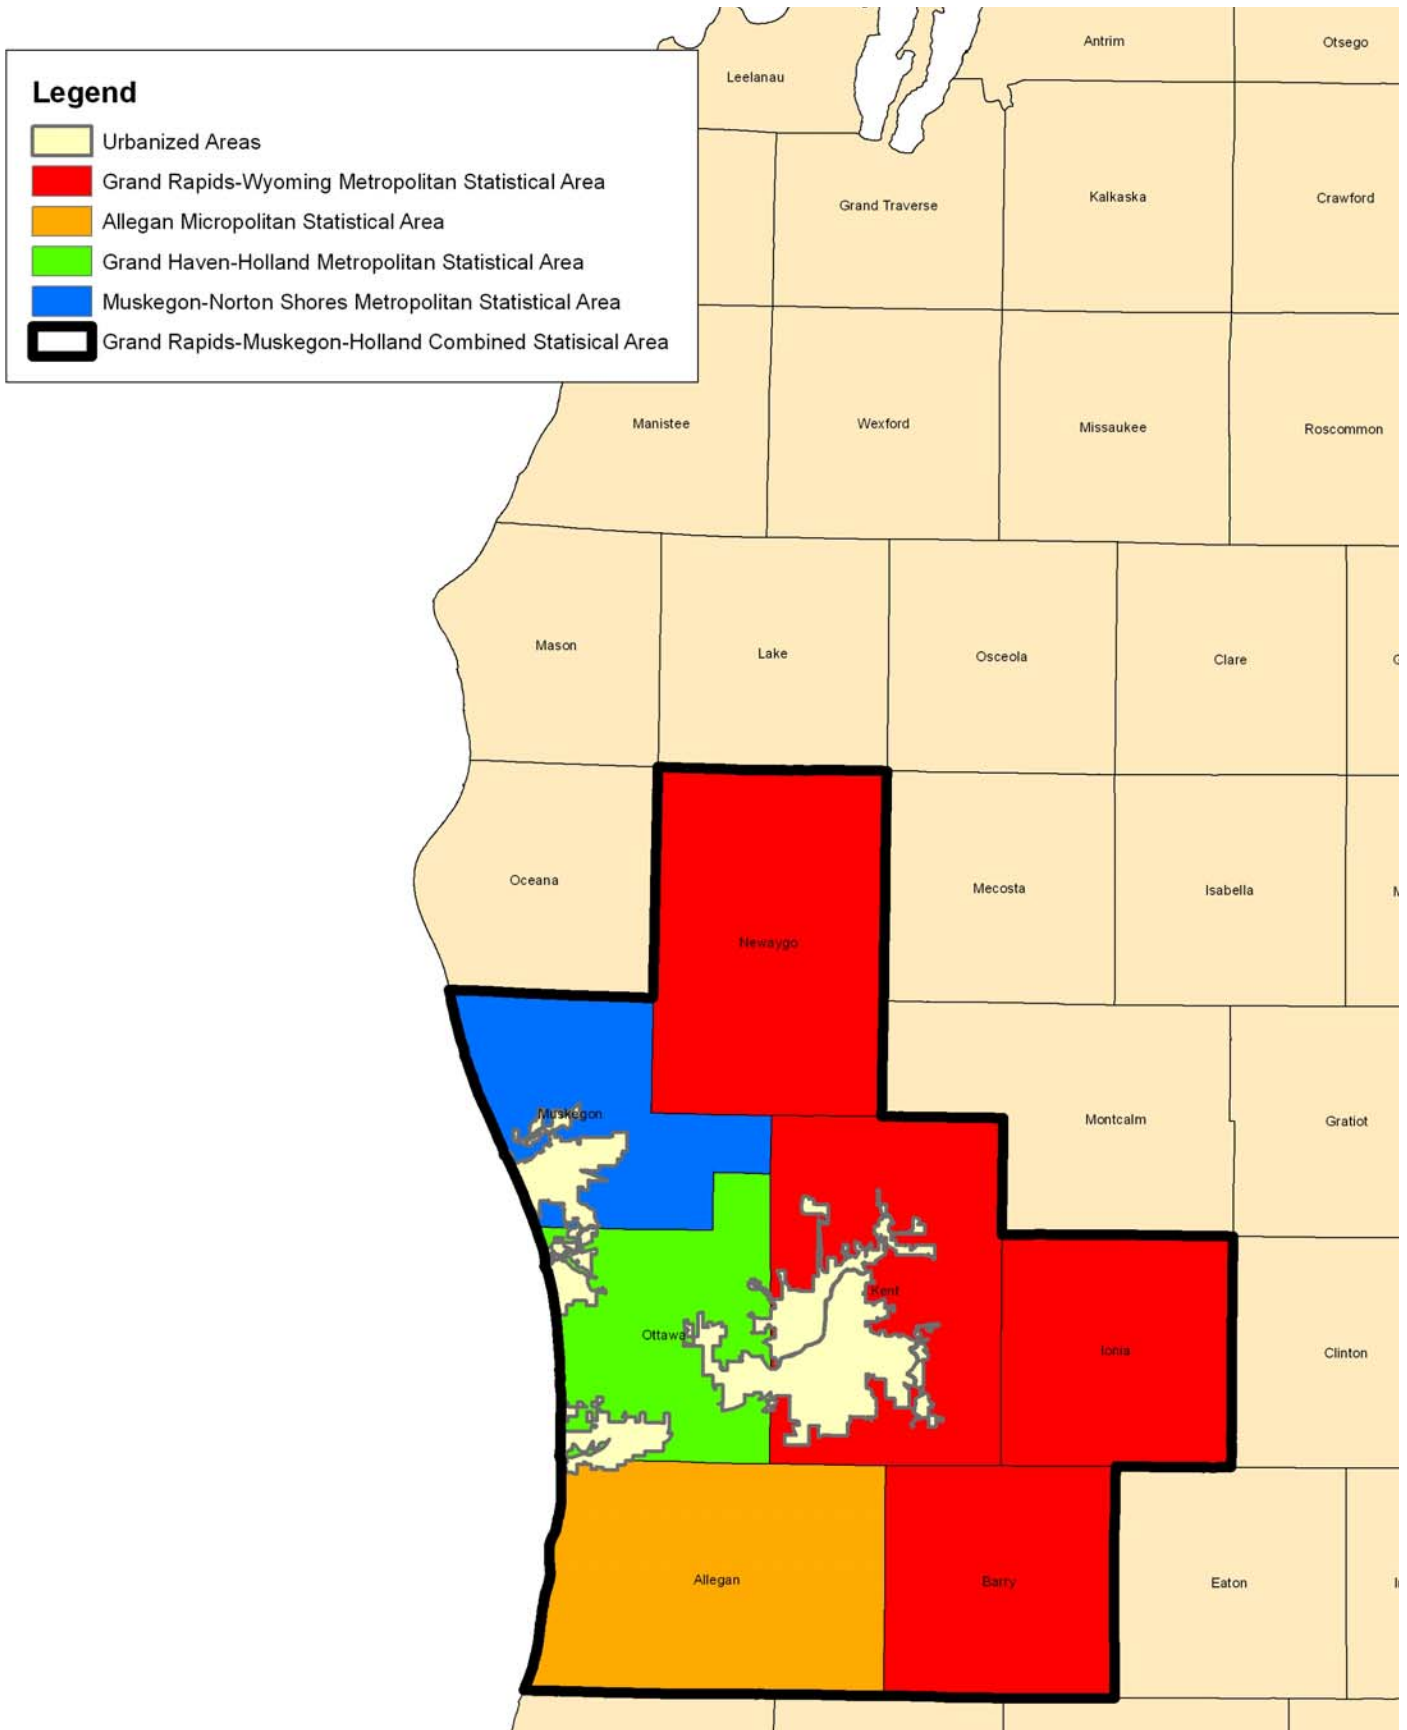 Legend
Urbanized Areas
Grand Rapids-Wyoming Metropolitan Statistical Area
Allegan Micropolitan Statistical Area
Grand Haven-Holland Metropolitan Statistical Area
Muskegon-Norton Shores Metropolitan Statistical Area
Grand Rapids-Muskegon-Holland Combined Statisical Area
Antrim
Otsego
Leelanau
Grand Traverse
Kalkaska
Crawford
Manistee
Wexford
Missaukee
Roscommon
Mason
Lake
Osceola
Clare
Oceana
Newaygo
Mecosta
Isabella
Muskegon
Montcalm
Gratiot
Ottawa
Kent
Ionia
Clinton
Allegan
Barry
Eaton